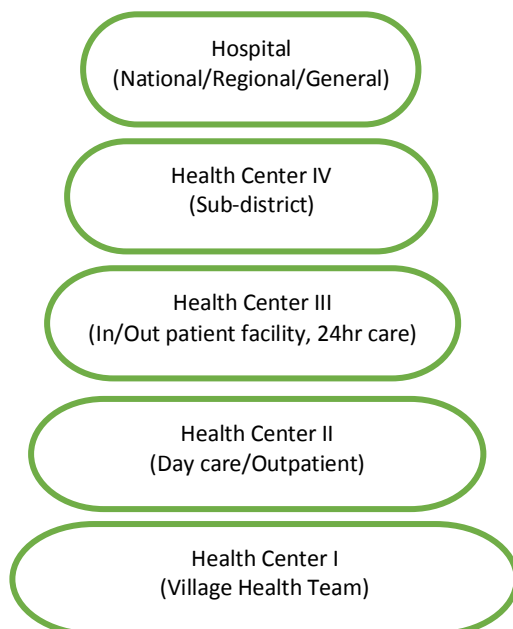 Hospital
(National/Regional/General)
Health Center IV
(Sub-district)
Health Center III
(In/Out patient facility, 24hr care)
Health Center II
(Day care/Outpatient)
Health Center I
(Village Health Team)